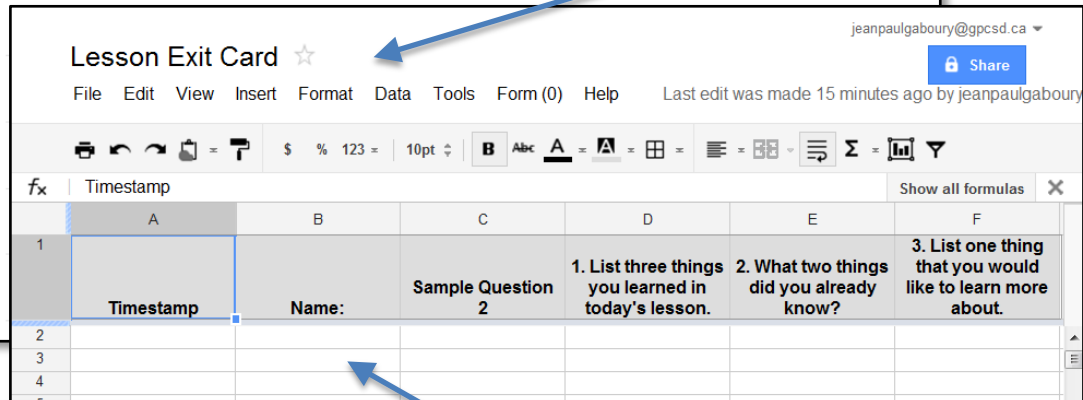 jeanpaulgaboury@gpcsd.ca
Lesson Exit Card
Share
File Edit View Insert Format Data Tools Form (0) Help Last edit was made 15 minutes ago by jeanpaulgaboury
$ % 123 10pt B Abc A A Σ
fx Timestamp Show all formulas
A B C D E F
1 Timestamp Name: Sample Question 2 1. List three things you learned in today's lesson. 2. What two things did you already know? 3. List one thing that you would like to learn more about.
2
3
4